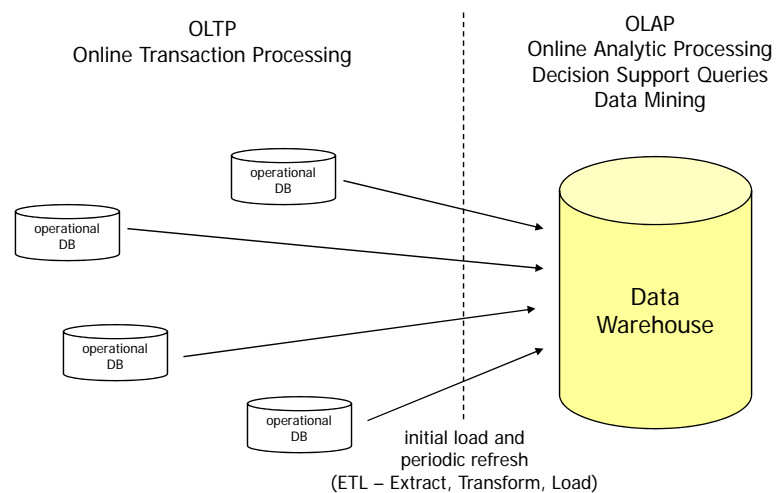 OLTP
Online Transaction Processing
OLAP
Online Analytic Processing
Decision Support Queries
Data Mining
operational
DB
operational
DB
operational
DB
operational
DB
Data
Warehouse
initial load and
periodic refresh
(ETL – Extract, Transform, Load)